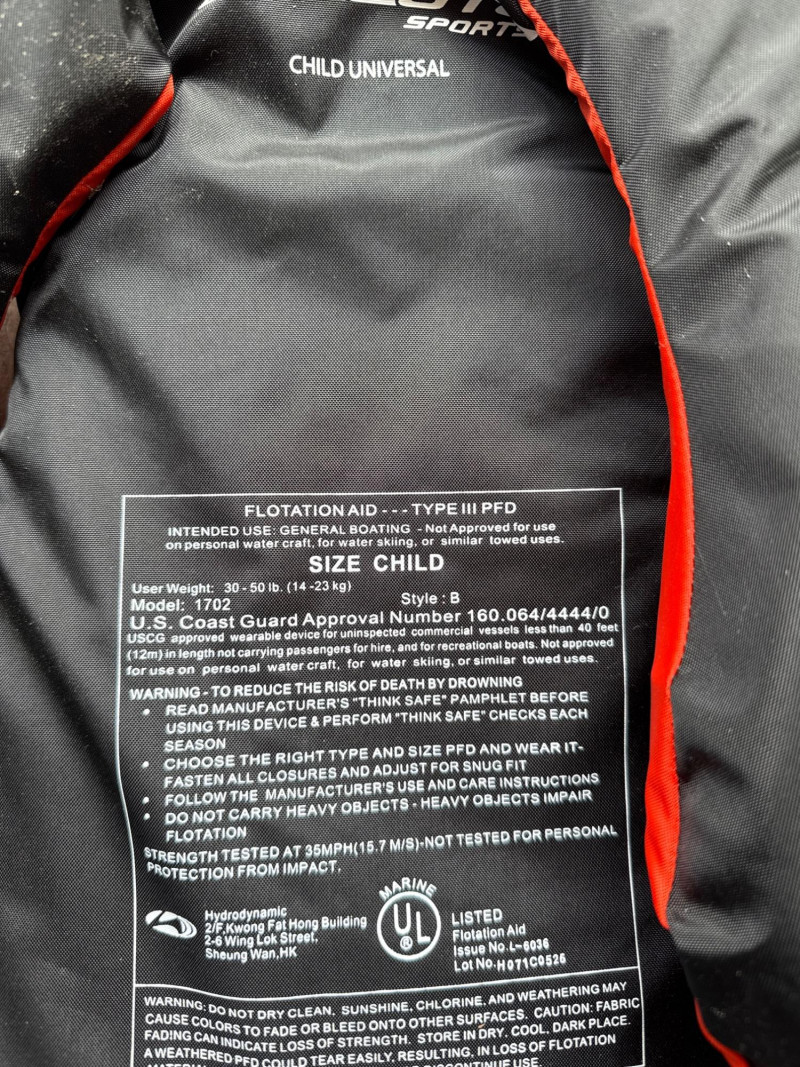 SPORTS
CHILD UNIVERSAL
FLOTATION AID - - - TYPE III PFD
INTENDED USE: GENERAL BOATING - Not Approved for use
on personal water craft, for water skiing, or similar towed uses.
SIZE CHILD
User Weight: 30 - 50 lb. (14 -23 kg)
Model: 1702 Style : B
U.S. Coast Guard Approval Number 160.064/4444/0
USCG approved wearable device for uninspected commercial vessels less than 40 feet
(12m) in length not carrying passengers for hire, and for recreational boats. Not approved
for use on personal water craft, for water skiing, or similar towed uses.
WARNING - TO REDUCE THE RISK OF DEATH BY DROWNING
• READ MANUFACTURER'S "THINK SAFE" PAMPHLET BEFORE
USING THIS DEVICE & PERFORM "THINK SAFE" CHECKS EACH
SEASON
• CHOOSE THE RIGHT TYPE AND SIZE PFD AND WEAR IT-
FASTEN ALL CLOSURES AND ADJUST FOR SNUG FIT
• FOLLOW THE MANUFACTURER'S USE AND CARE INSTRUCTIONS
• DO NOT CARRY HEAVY OBJECTS - HEAVY OBJECTS IMPAIR
FLOTATION
STRENGTH TESTED AT 35MPH(15.7 M/S)-NOT TESTED FOR PERSONAL
PROTECTION FROM IMPACT.
Hydrodynamic
2/F,Kwong Fat Hong Building
2-6 Wing Lok Street,
Sheung Wan,HK
MARINE
UL
®
LISTED
Flotation Aid
Issue No.L-6036
Lot No.H071C0526
WARNING: DO NOT DRY CLEAN. SUNSHINE, CHLORINE, AND WEATHERING MAY
CAUSE COLORS TO FADE OR BLEED ONTO OTHER SURFACES. CAUTION: FABRIC
FADING CAN INDICATE LOSS OF STRENGTH. STORE IN DRY, COOL, DARK PLACE.
A WEATHERED PFD COULD TEAR EASILY, RESULTING, IN LOSS OF FLOTATION